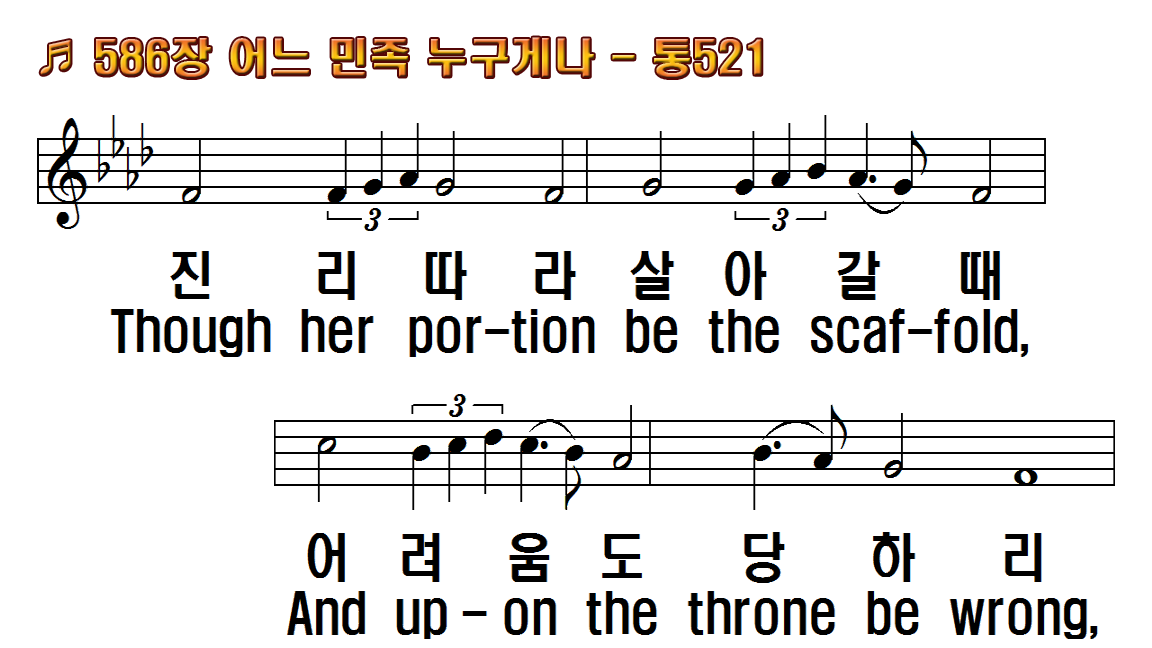 ♬ 586장 어느 민족 누구게나 - 통521
3 3
진 리 따 라 살 아 갈 때
Though her por-tion be the scaf-fold,
3
어 려 움 도 당 하 리
And up-on the throne be wrong,